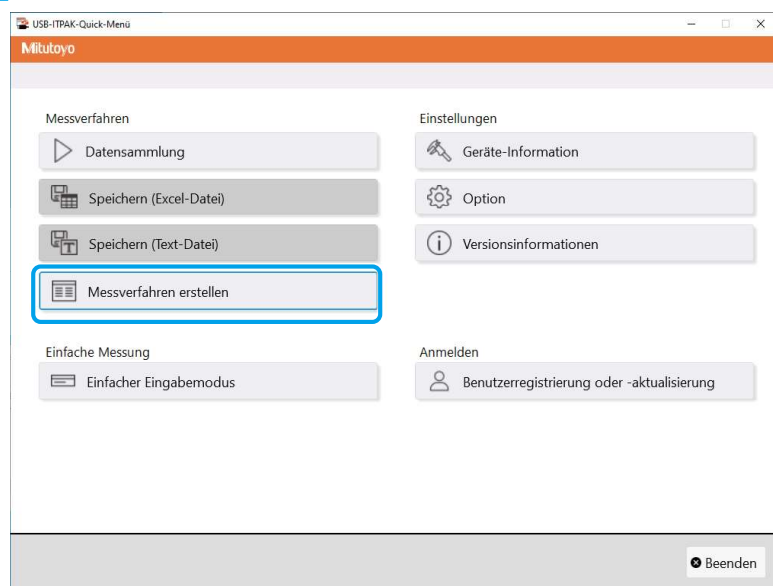 USB-ITPAK-Quick-Menü
Mitutoyo
Messverfahren
Datensammlung
Speichern (Excel-Datei)
Speichern (Text-Datei)
Messverfahren erstellen
Einfache Messung
Einfacher Eingabemodus
Einstellungen
Geräte-Information
Option
Versionsinformationen
Anmelden
Benutzerregistrierung oder -aktualisierung
Beenden